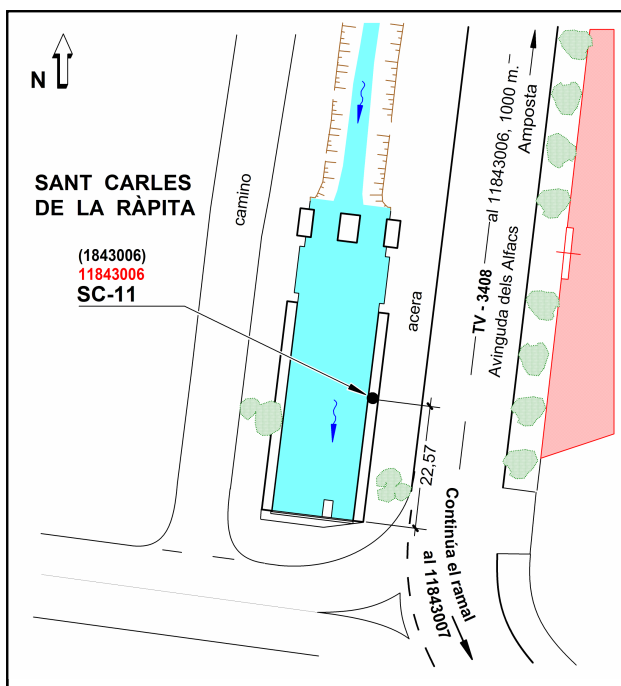 N
SANT CARLES
DE LA RÀPITA
(1843006)
11843006
SC-11
camino
acera
TV - 3408
al 11843006, 1000 m.
Avinguda dels Alfacs
Amposta
22,57
Continúa el ramal
al 11843007